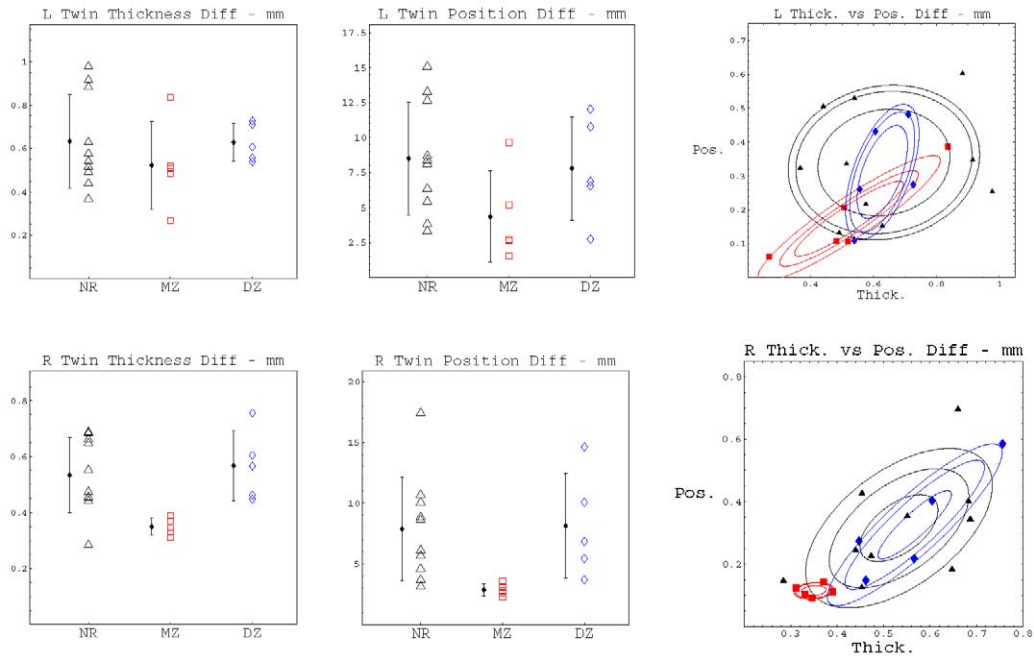 L Twin Thickness Diff - mm
1
0.8
0.6
0.4
0.2
NR MZ DZ
L Twin Position Diff - mm
17.5
15
12.5
10
7.5
5
2.5
NR MZ DZ
L Thick. vs Pos. Diff - mm
0.7
0.6
0.5
0.4
Pos.
0.3
0.2
0.1
0.4 0.6 0.8 1
Thick.
R Twin Thickness Diff - mm
0.8
0.6
0.4
0.2
NR MZ DZ
R Twin Position Diff - mm
20
15
10
5
NR MZ DZ
R Thick. vs Pos. Diff - mm
0.8
0.6
Pos.
0.4
0.2
0.3 0.4 0.5 0.6 0.7 0.8
Thick.